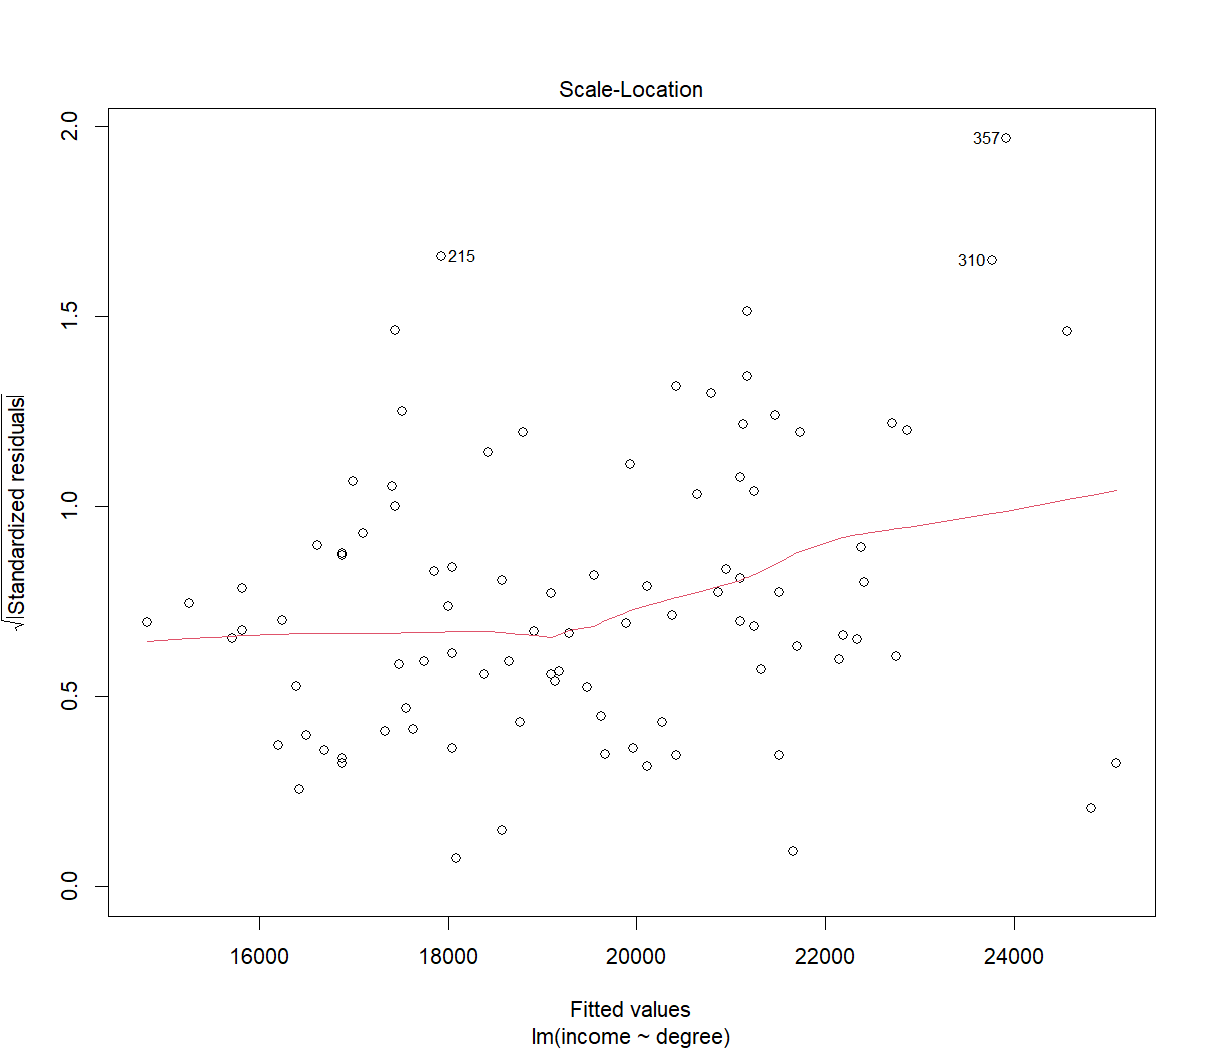 Scale-Location
2.0
1.5
1.0
0.5
0.0
√|Standardized residuals|
357
215
310
16000 18000 20000 22000 24000
Fitted values
lm(income ~ degree)